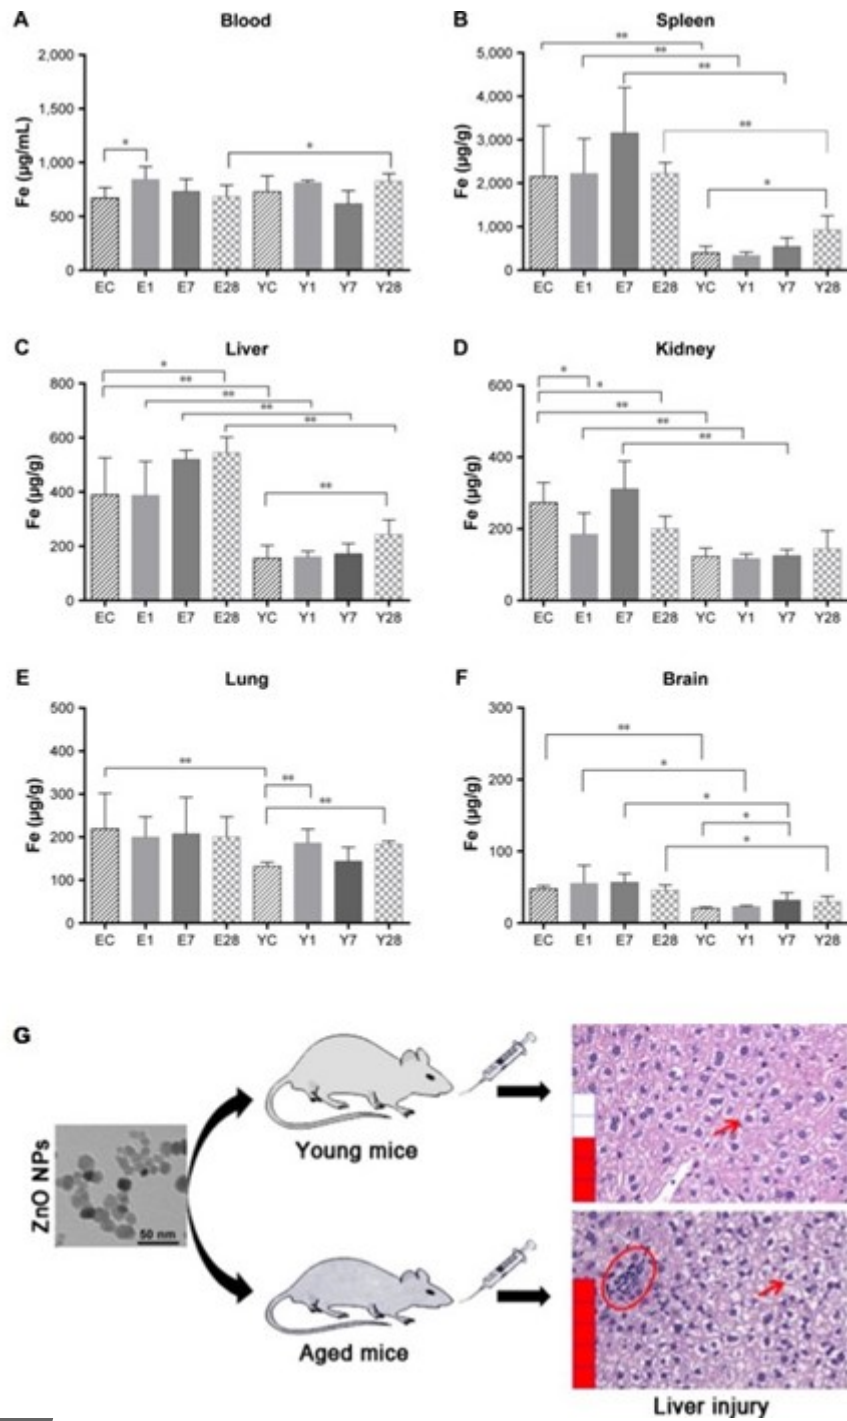 A
Blood
Fe (µg/mL)
2,000
1,500
1,000
500
0
*
*
EC E1 E7 E28 YC Y1 Y7 Y28
B
Spleen
Fe (µg/g)
5,000
4,000
3,000
2,000
1,000
0
**
**
**
**
*
EC E1 E7 E28 YC Y1 Y7 Y28
C
Liver
Fe (µg/g)
800
600
400
200
0
*
**
**
**
**
**
EC E1 E7 E28 YC Y1 Y7 Y28
D
Kidney
Fe (µg/g)
600
400
200
0
*
*
**
**
**
EC E1 E7 E28 YC Y1 Y7 Y28
E
Lung
Fe (µg/g)
500
400
300
200
100
0
**
**
**
EC E1 E7 E28 YC Y1 Y7 Y28
F
Brain
Fe (µg/g)
300
200
100
0
**
*
*
*
*
EC E1 E7 E28 YC Y1 Y7 Y28
G
ZnO NPs
50 nm
Young mice
Aged mice
Liver injury